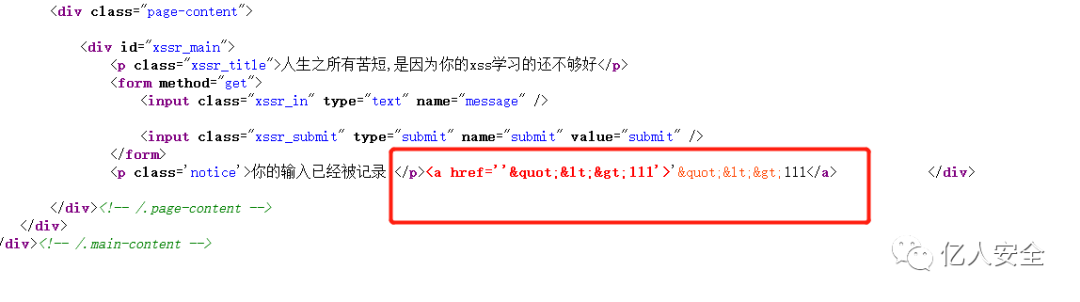 <div class="page-content">
<div id="xssr_main">
<p class="xssr_title">人生之所有苦短,是因为你的xss学习的还不够好</p>
<form method="get">
<input class="xssr_in" type="text" name="message" />
<input class="xssr_submit" type="submit" name="submit" value="submit" />
</form>
<p class='notice'>你的输入已经被记录 </p><a href=''&quot;&lt;&gt;111'>'&quot;&lt;&gt;111</a> </div>
</div><!-- /.page-content -->
</div>
/div><!-- /.main-content -->
亿人安全